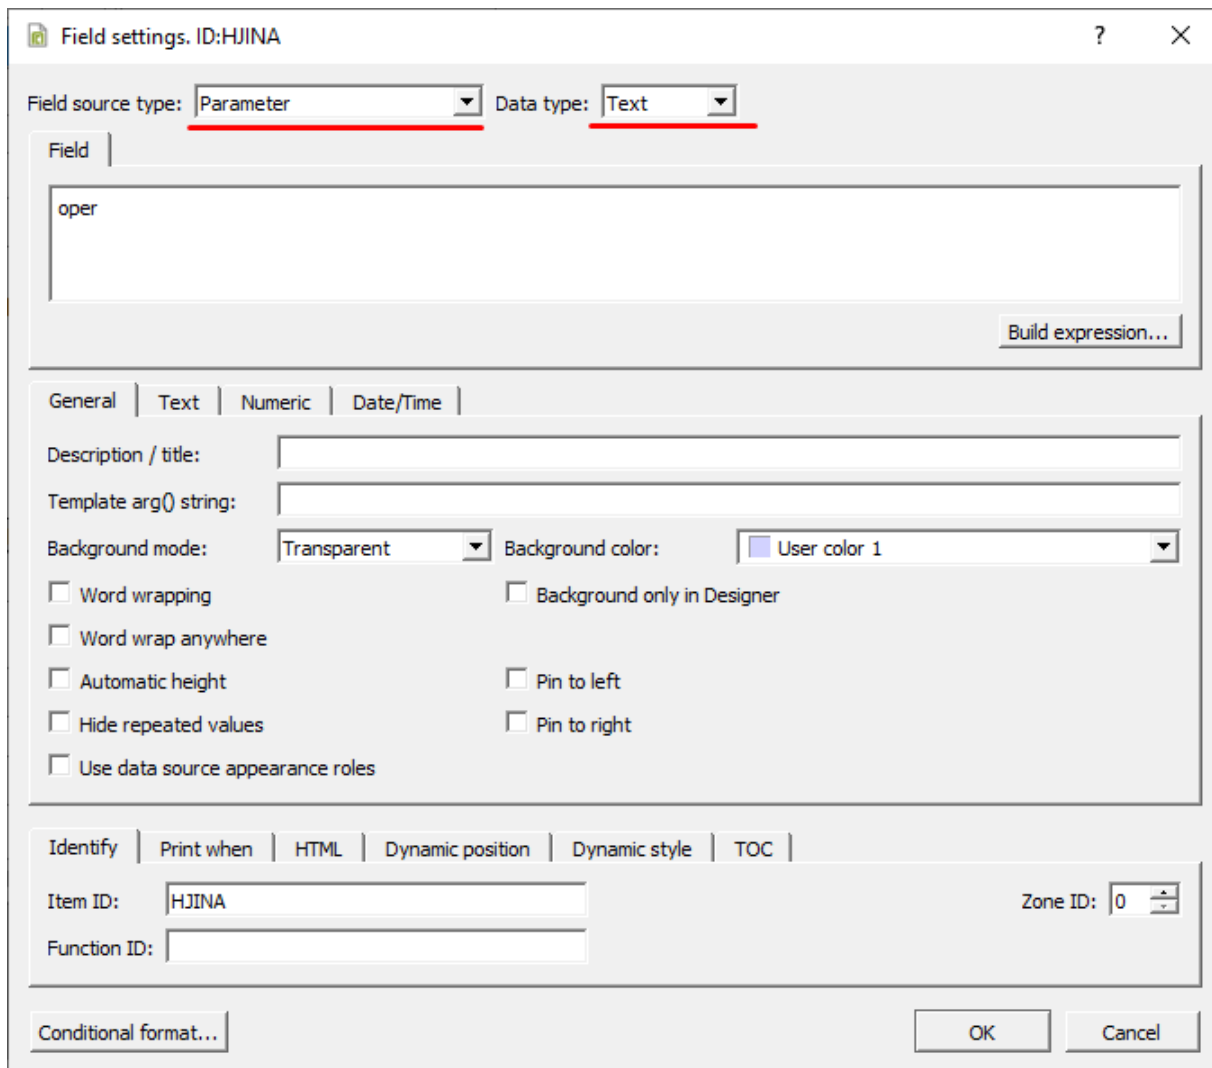 Field settings. ID:HJINA ?
Field source type: Parameter Data type: Text
Field
oper
Build expression...
General Text Numeric Date/Time
Description / title:
Template arg() string:
Background mode: Transparent Background color: User color 1
Word wrapping Background only in Designer
Word wrap anywhere
Automatic height Pin to left
Hide repeated values Pin to right
Use data source appearance roles
Identify Print when HTML Dynamic position Dynamic style TOC
Item ID: HJINA Zone ID: 0
Function ID:
Conditional format... OK Cancel